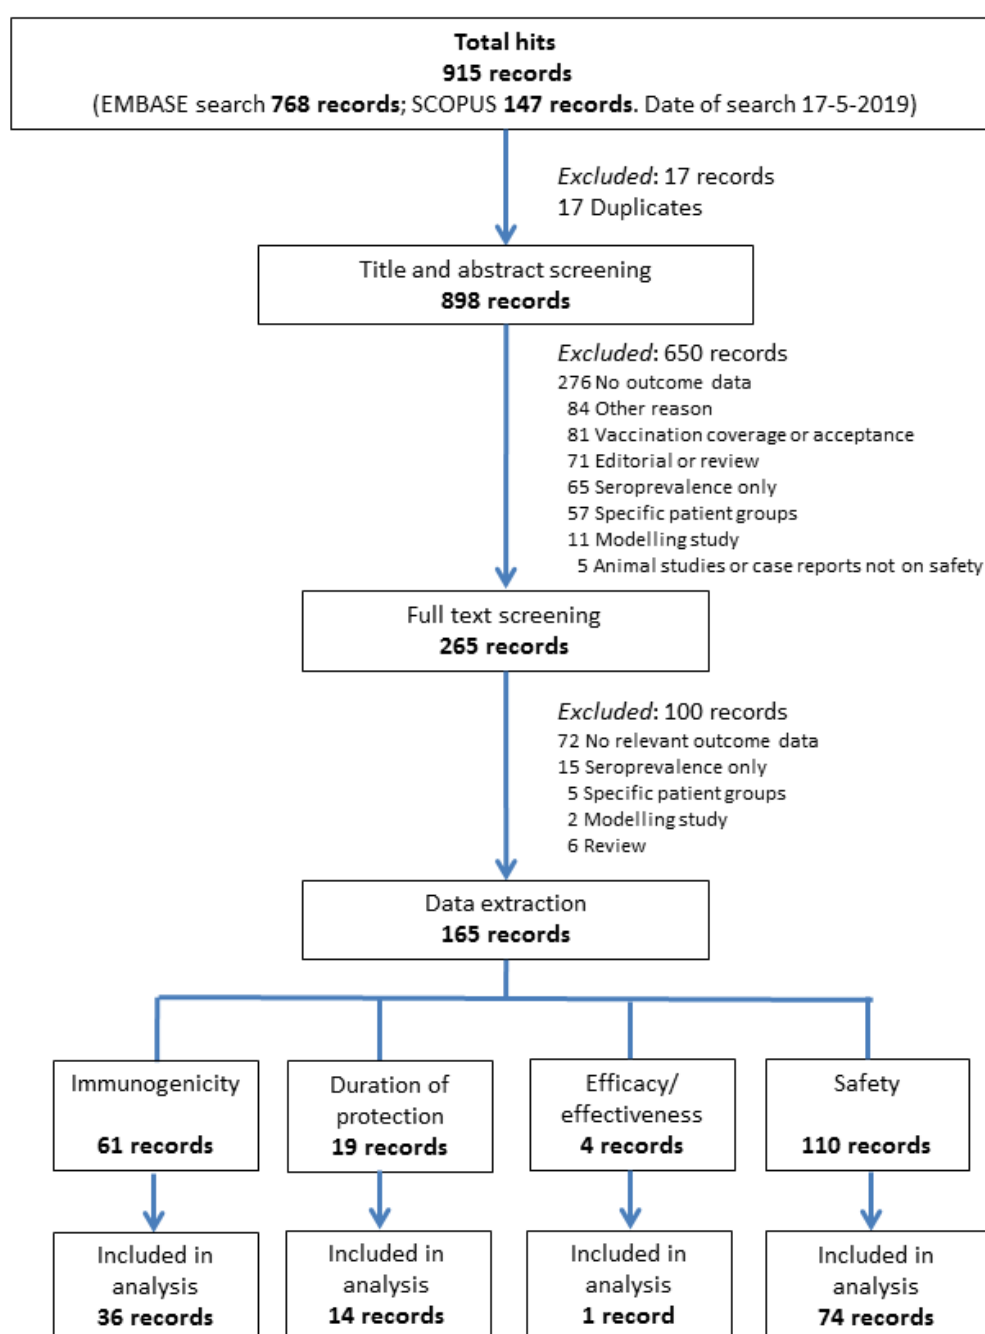 Total hits
915 records
(EMBASE search 768 records; SCOPUS 147 records. Date of search 17-5-2019)
Excluded: 17 records
17 Duplicates
Title and abstract screening
898 records
Excluded: 650 records
276 No outcome data
84 Other reason
81 Vaccination coverage or acceptance
71 Editorial or review
65 Seroprevalence only
57 Specific patient groups
11 Modelling study
5 Animal studies or case reports not on safety
Full text screening
265 records
Excluded: 100 records
72 No relevant outcome data
15 Seroprevalence only
5 Specific patient groups
2 Modelling study
6 Review
Data extraction
165 records
Immunogenicity
61 records
Duration of
protection
19 records
Efficacy/
effectiveness
4 records
Safety
110 records
Included in
analysis
36 records
Included in
analysis
14 records
Included in
analysis
1 record
Included in
analysis
74 records